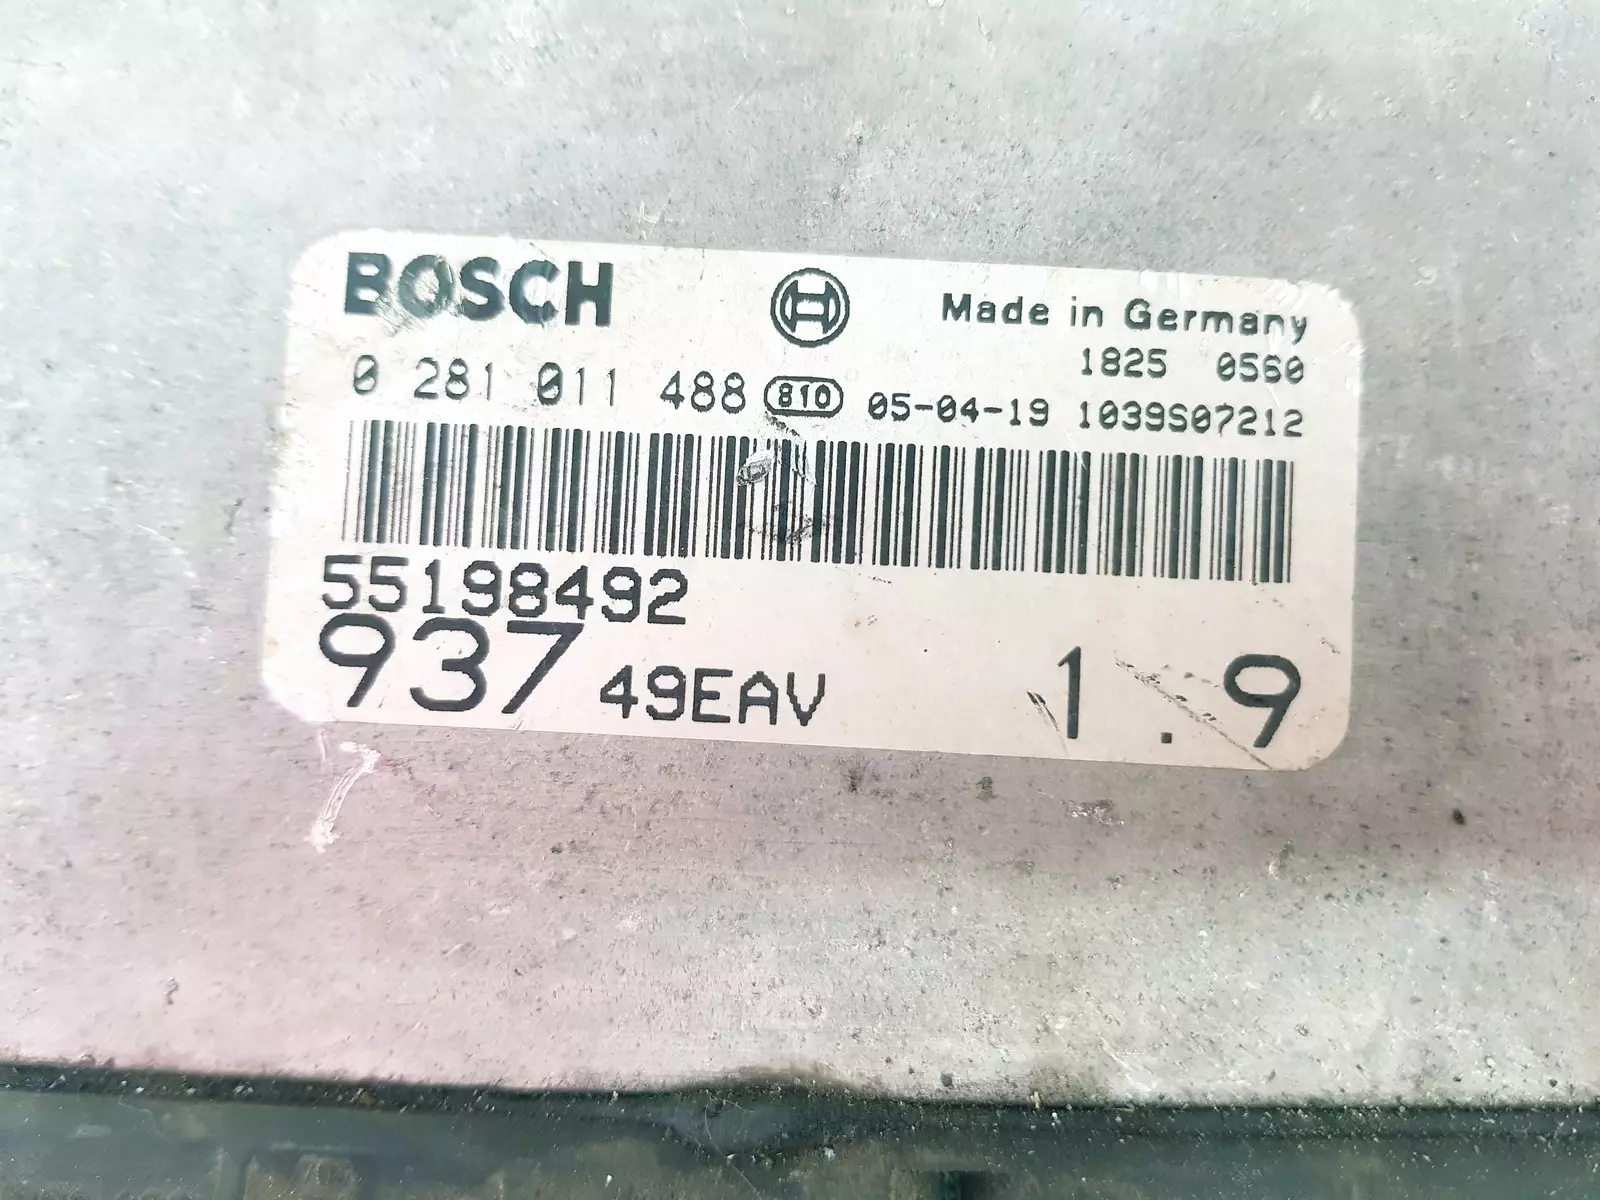 BOSCH Made in Germany
1825 0560
0 281 011 488 810 05-04-19 1039S07212
55198492
937 49EAV 1.9